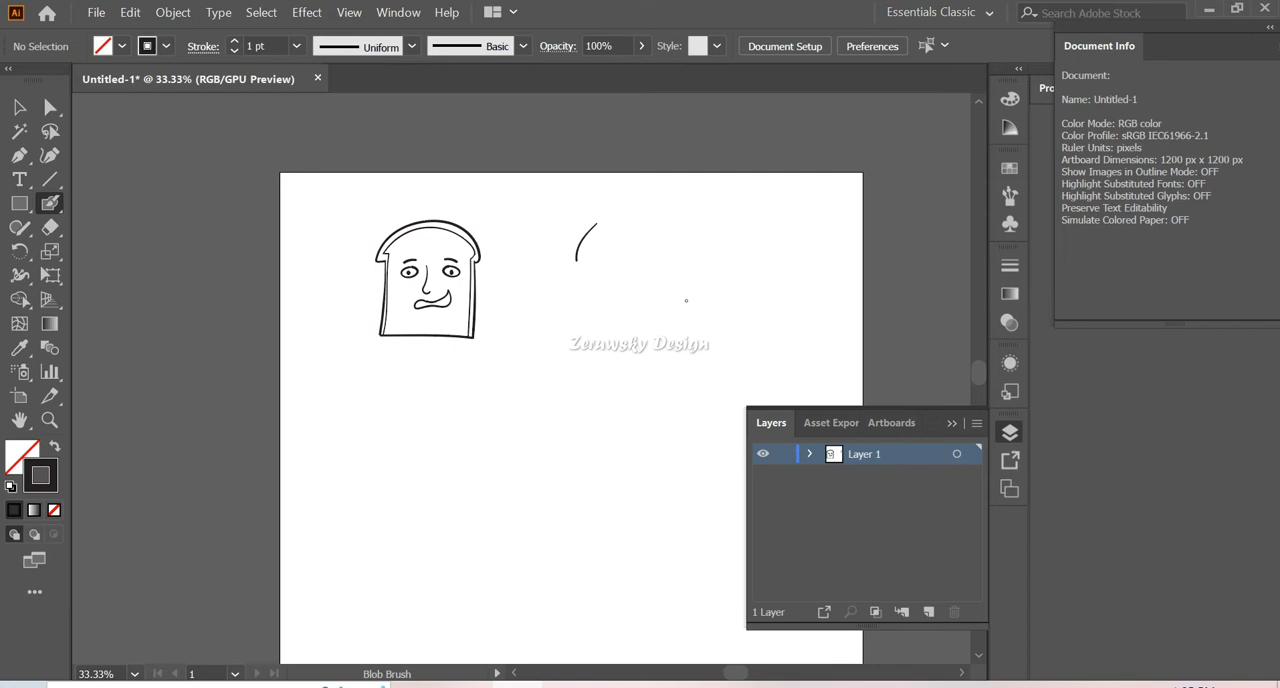 Ai File Edit Object Type Select Effect View Window Help Essentials Classic Search Adobe Stock
No Selection Stroke: 1 pt Uniform Basic Opacity: 100% Style: Document Setup Preferences
Untitled-1* @ 33.33% (RGB/GPU Preview) ×
Pro
Document Info
Document:
Name: Untitled-1
Color Mode: RGB color
Color Profile: sRGB IEC61966-2.1
Ruler Units: pixels
Artboard Dimensions: 1200 px x 1200 px
Show Images in Outline Mode: OFF
Highlight Substituted Fonts: OFF
Highlight Substituted Glyphs: OFF
Preserve Text Editability
Simulate Colored Paper: OFF
Zerawsky Design
Layers Asset Expor Artboards
Layer 1
1 Layer
33.33% 1 Blob Brush